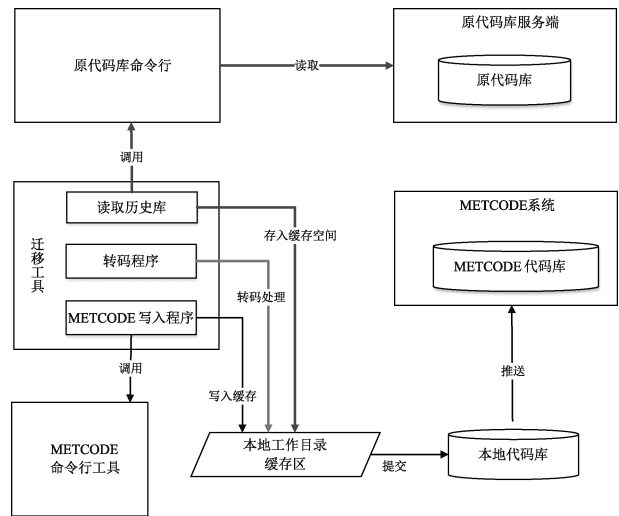 原代码库命令行
读取
原代码库服务端
原代码库
调用
迁移工具
读取历史库
转码程序
METCODE 写入程序
存入缓存空间
转码处理
METCODE系统
METCODE 代码库
调用
写入缓存
推送
METCODE
命令行工具
本地工作目录
缓存区
提交
本地代码库